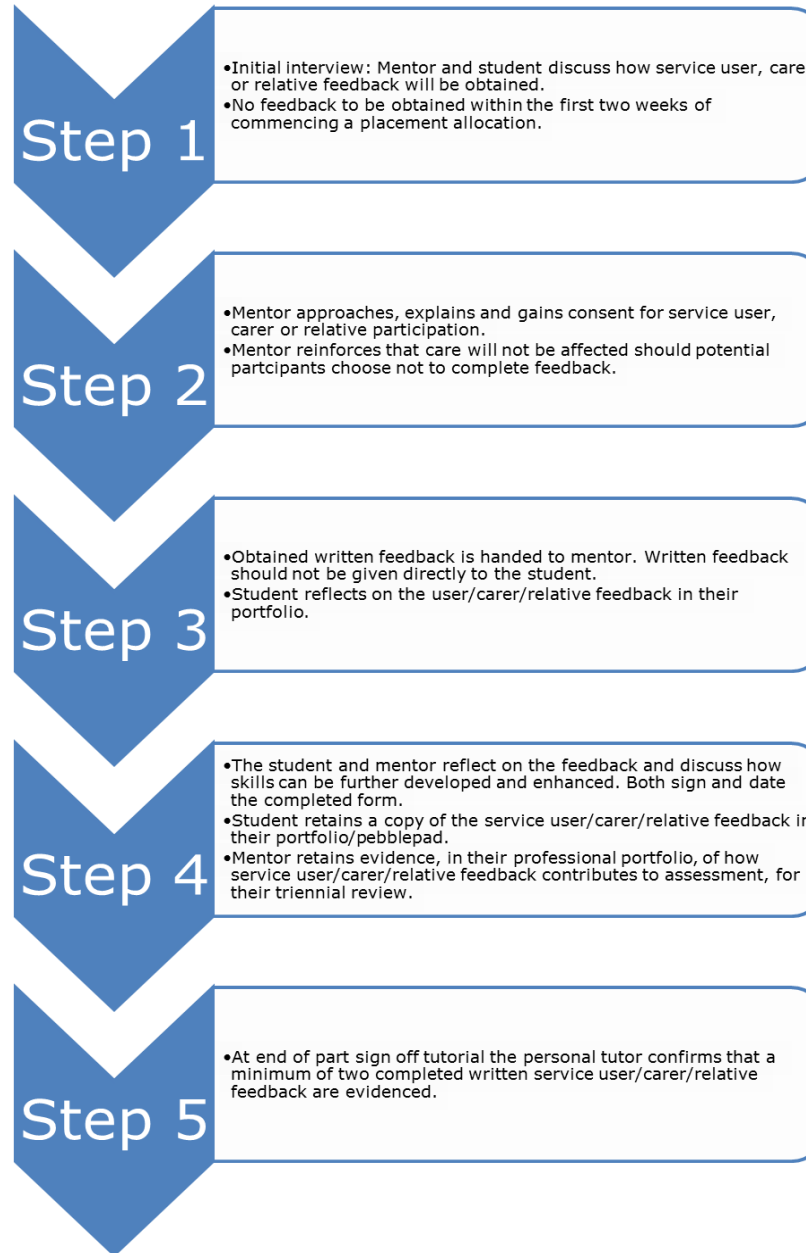 Step 1
•Initial interview: Mentor and student discuss how service user, care
or relative feedback will be obtained.
•No feedback to be obtained within the first two weeks of
commencing a placement allocation.
Step 2
•Mentor approaches, explains and gains consent for service user,
carer or relative participation.
•Mentor reinforces that care will not be affected should potential
partcipants choose not to complete feedback.
Step 3
•Obtained written feedback is handed to mentor. Written feedback
should not be given directly to the student.
•Student reflects on the user/carer/relative feedback in their
portfolio.
Step 4
•The student and mentor reflect on the feedback and discuss how
skills can be further developed and enhanced. Both sign and date
the completed form.
•Student retains a copy of the service user/carer/relative feedback in
their portfolio/pebblepad.
•Mentor retains evidence, in their professional portfolio, of how
service user/carer/relative feedback contributes to assessment, for
their triennial review.
Step 5
•At end of part sign off tutorial the personal tutor confirms that a
minimum of two completed written service user/carer/relative
feedback are evidenced.